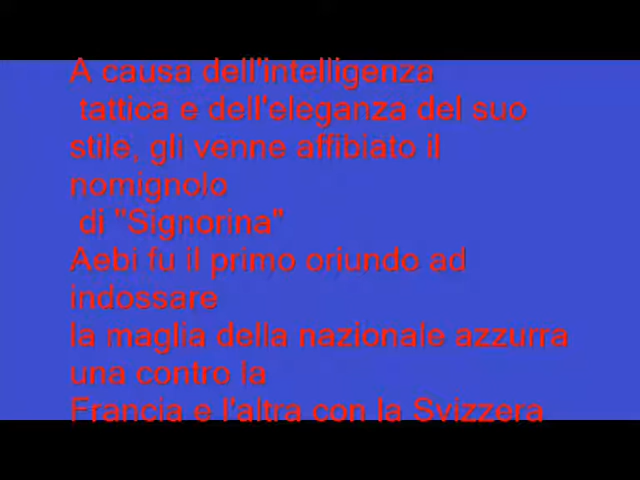 A causa dell'intelligenza
tattica e dell'eleganza del suo
stile, gli venne affibiato il
nomignolo
di "Signorina"
Aebi fu il primo oriundo ad
indossare
la maglia della nazionale azzurra
una contro la
Francia e l'altra con la Svizzera